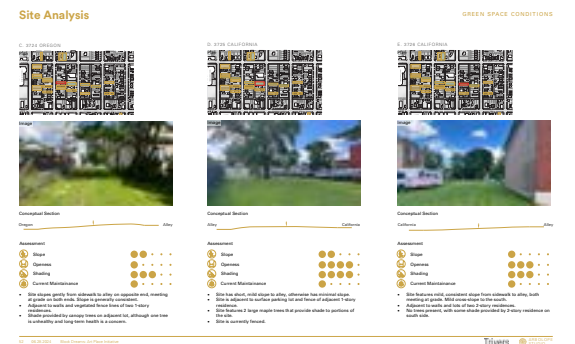 Site Analysis
GREEN SPACE CONDITIONS
C. 3723 OREGON
Image
Conceptual Section
Oregon
Alley
Assessment
Slope
Openness
Shading
Current Maintainance
Site slopes gently from sidewalk to alley on opposite end, meeting
at grade on both ends. Slope is generally consistent.
Adjacent to walls and vegetated fence lines of two 1-story
residences.
Shade provided by canopy trees on adjacent lot, although one tree
is unhealthy and long-term health is a concern.
D. 3735 CALIFORNIA
Conceptual Section
Alley
California
Assessment
Slope
Openness
Shading
Current Maintainance
Site has short, mild slope to alley, otherwise has minimal slope.
Site is adjacent to surface parking lot and fence of adjacent 1-story
residence.
Site features 2 large maple trees that provide shade to portions of
the site.
Site is currently fenced.
E. 3728 CALIFORNIA
Image
Conceptual Section
California
Alley
Assessment
Slope
Openness
Shading
Current Maintainance
Site features mild, consistent slope from sidewalk to alley, both
meeting at grade. Mild cross-slope to the south.
Adjacent to walls and lots of two 2-story residences.
No trees present, with some shade provided by 2-story residence on
south side.